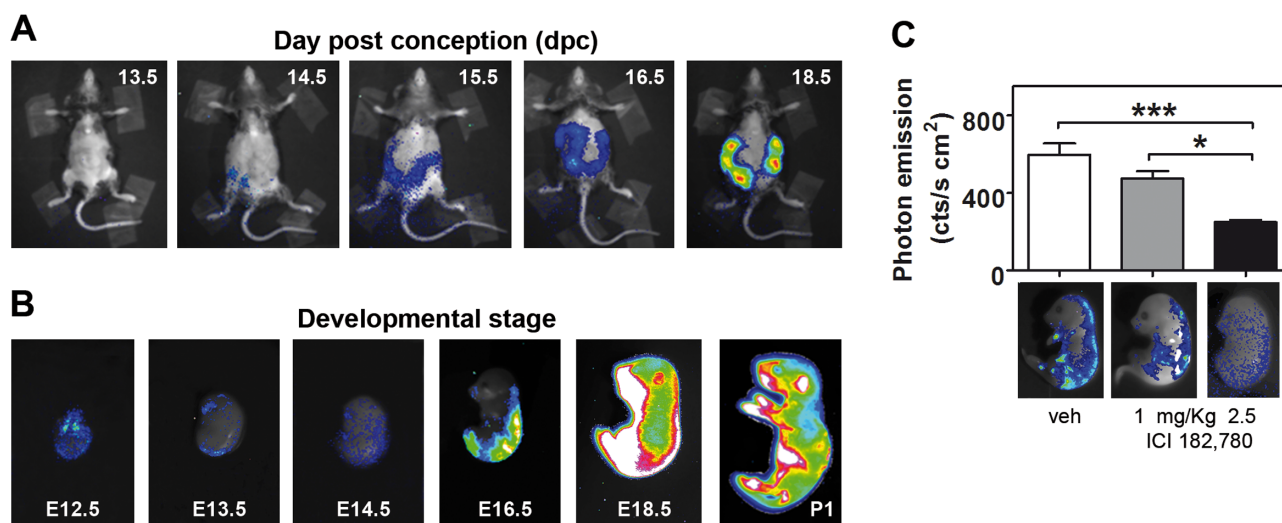 A
Day post conception (dpc)
13.5 14.5 15.5 16.5 18.5
B
Developmental stage
E12.5 E13.5 E14.5 E16.5 E18.5 P1
C
Photon emission
(cts/s cm²)
800
400
0
***
*
veh 1 mg/Kg 2.5
ICI 182,780